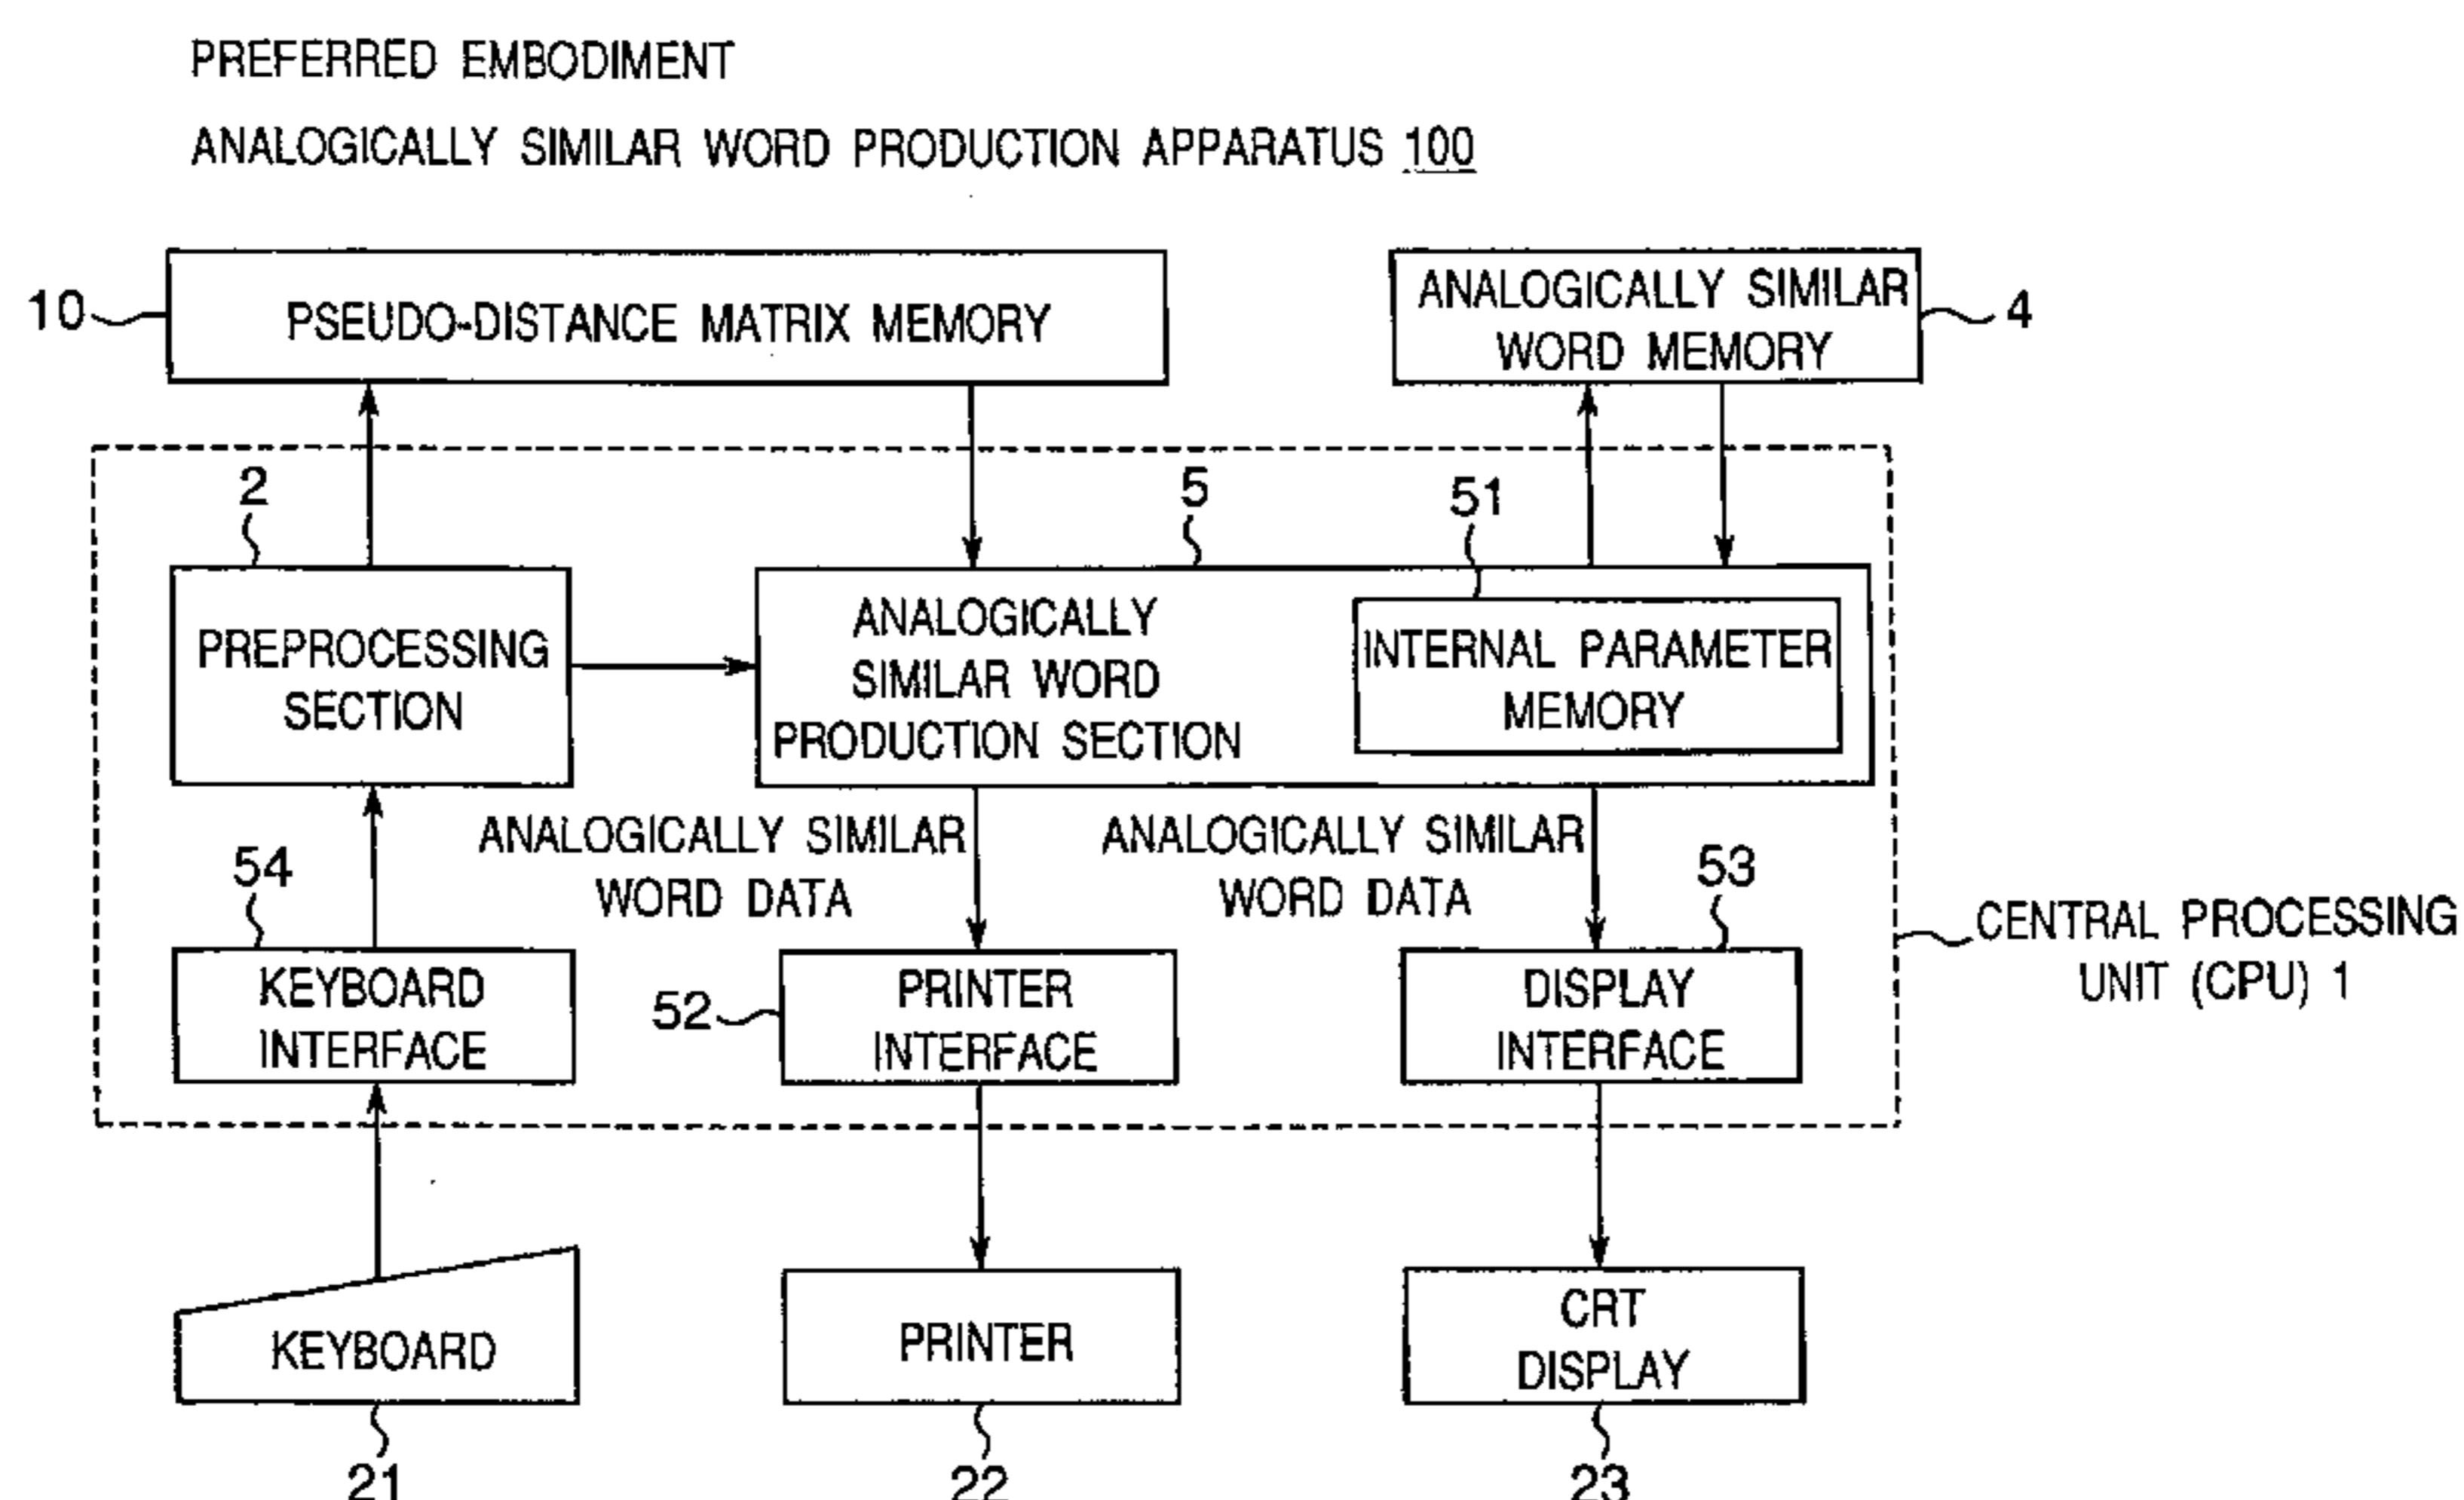 PREFERRED EMBODIMENT
ANALOGICALLY SIMILAR WORD PRODUCTION APPARATUS 100
10
PSEUDO-DISTANCE MATRIX MEMORY
ANALOGICALLY SIMILAR
WORD MEMORY
4
2
5
51
PREPROCESSING
SECTION
ANALOGICALLY
SIMILAR WORD
PRODUCTION SECTION
INTERNAL PARAMETER
MEMORY
ANALOGICALLY SIMILAR
WORD DATA
ANALOGICALLY SIMILAR
WORD DATA
54
53
KEYBOARD
INTERFACE
52
PRINTER
INTERFACE
DISPLAY
INTERFACE
CENTRAL PROCESSING
UNIT (CPU) 1
KEYBOARD
PRINTER
CRT
DISPLAY
21
22
23